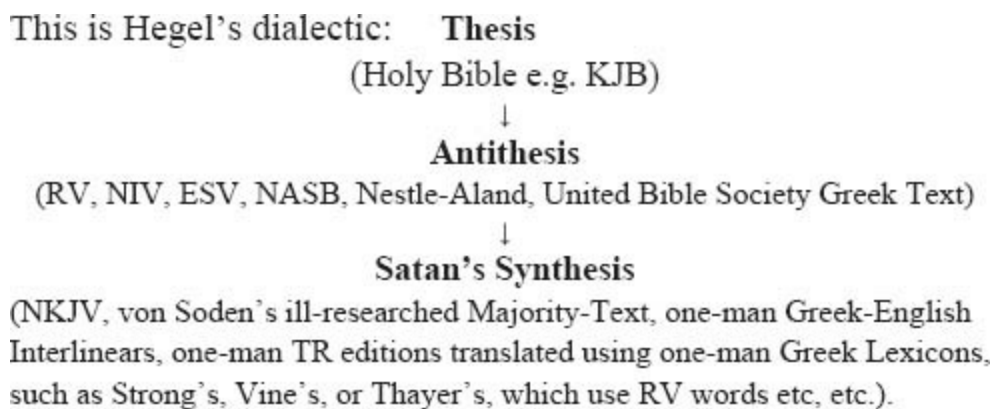 This is Hegel’s dialectic: Thesis
(Holy Bible e.g. KJB)
↓
Antithesis
(RV, NIV, ESV, NASB, Nestle-Aland, United Bible Society Greek Text)
↓
Satan’s Synthesis
(NKJV, von Soden’s ill-researched Majority-Text, one-man Greek-English
Interlinears, one-man TR editions translated using one-man Greek Lexicons,
such as Strong’s, Vine’s, or Thayer’s, which use RV words etc, etc.).